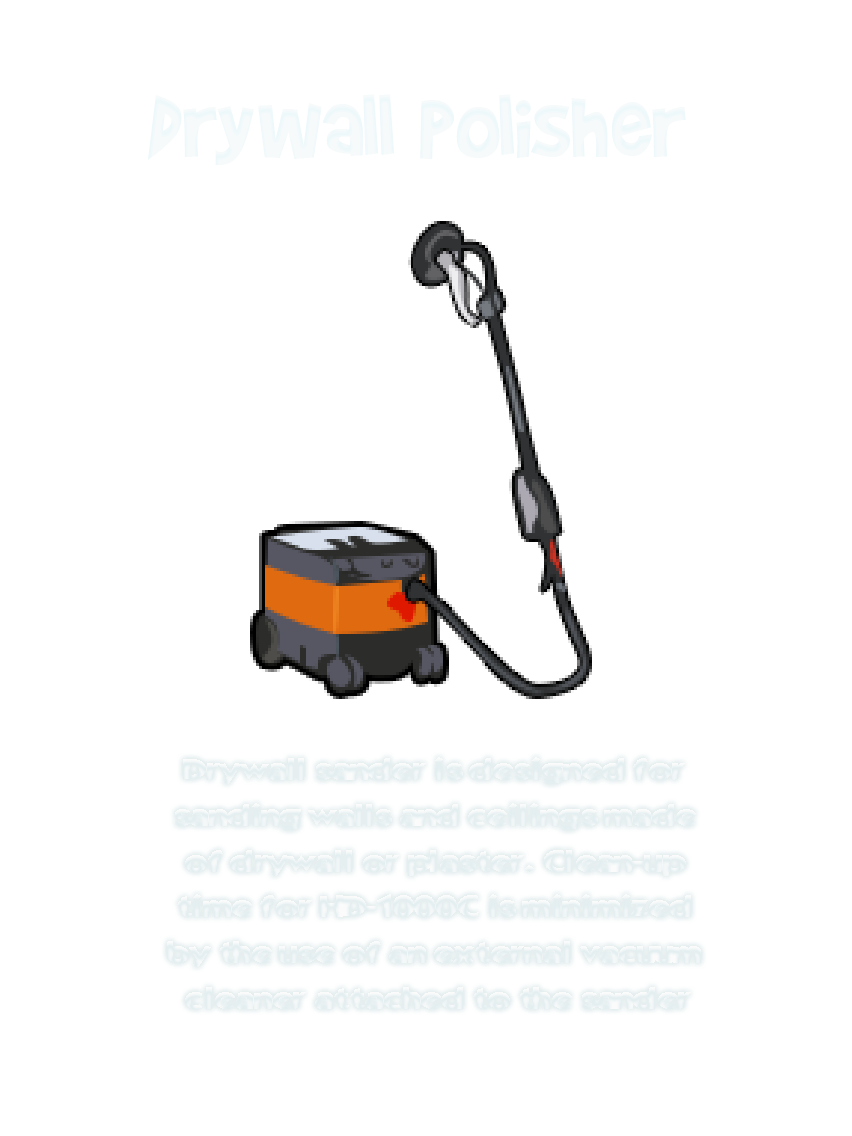 Drywall Polisher
Drywall sander is designed for
sanding walls and ceilings made
of drywall or plaster. Clean-up
time for HD-1000C is minimized
by the use of an external vacuum
cleaner attached to the sander